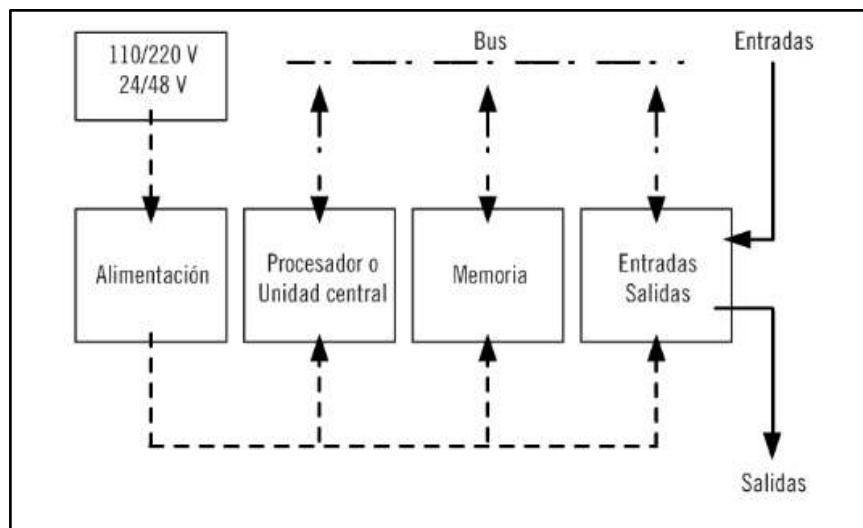 110/220 V
24/48 V
Bus
Entradas
Alimentación
Procesador o
Unidad central
Memoria
Entradas
Salidas
Salidas